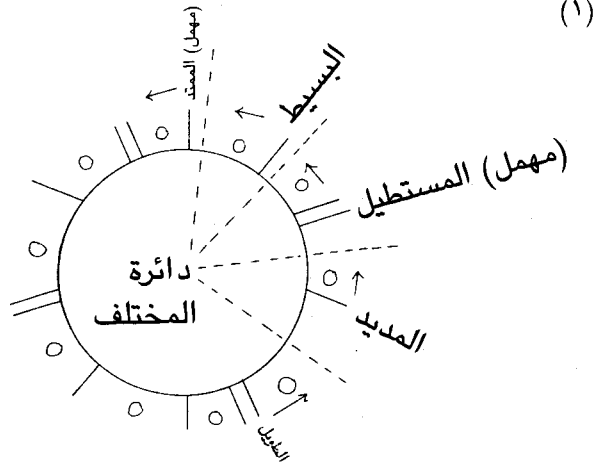 (١)
(مهمل) الممتد
البسيط
(مهمل) المستطيل
دائرة
المختلف
المديد
الطويل